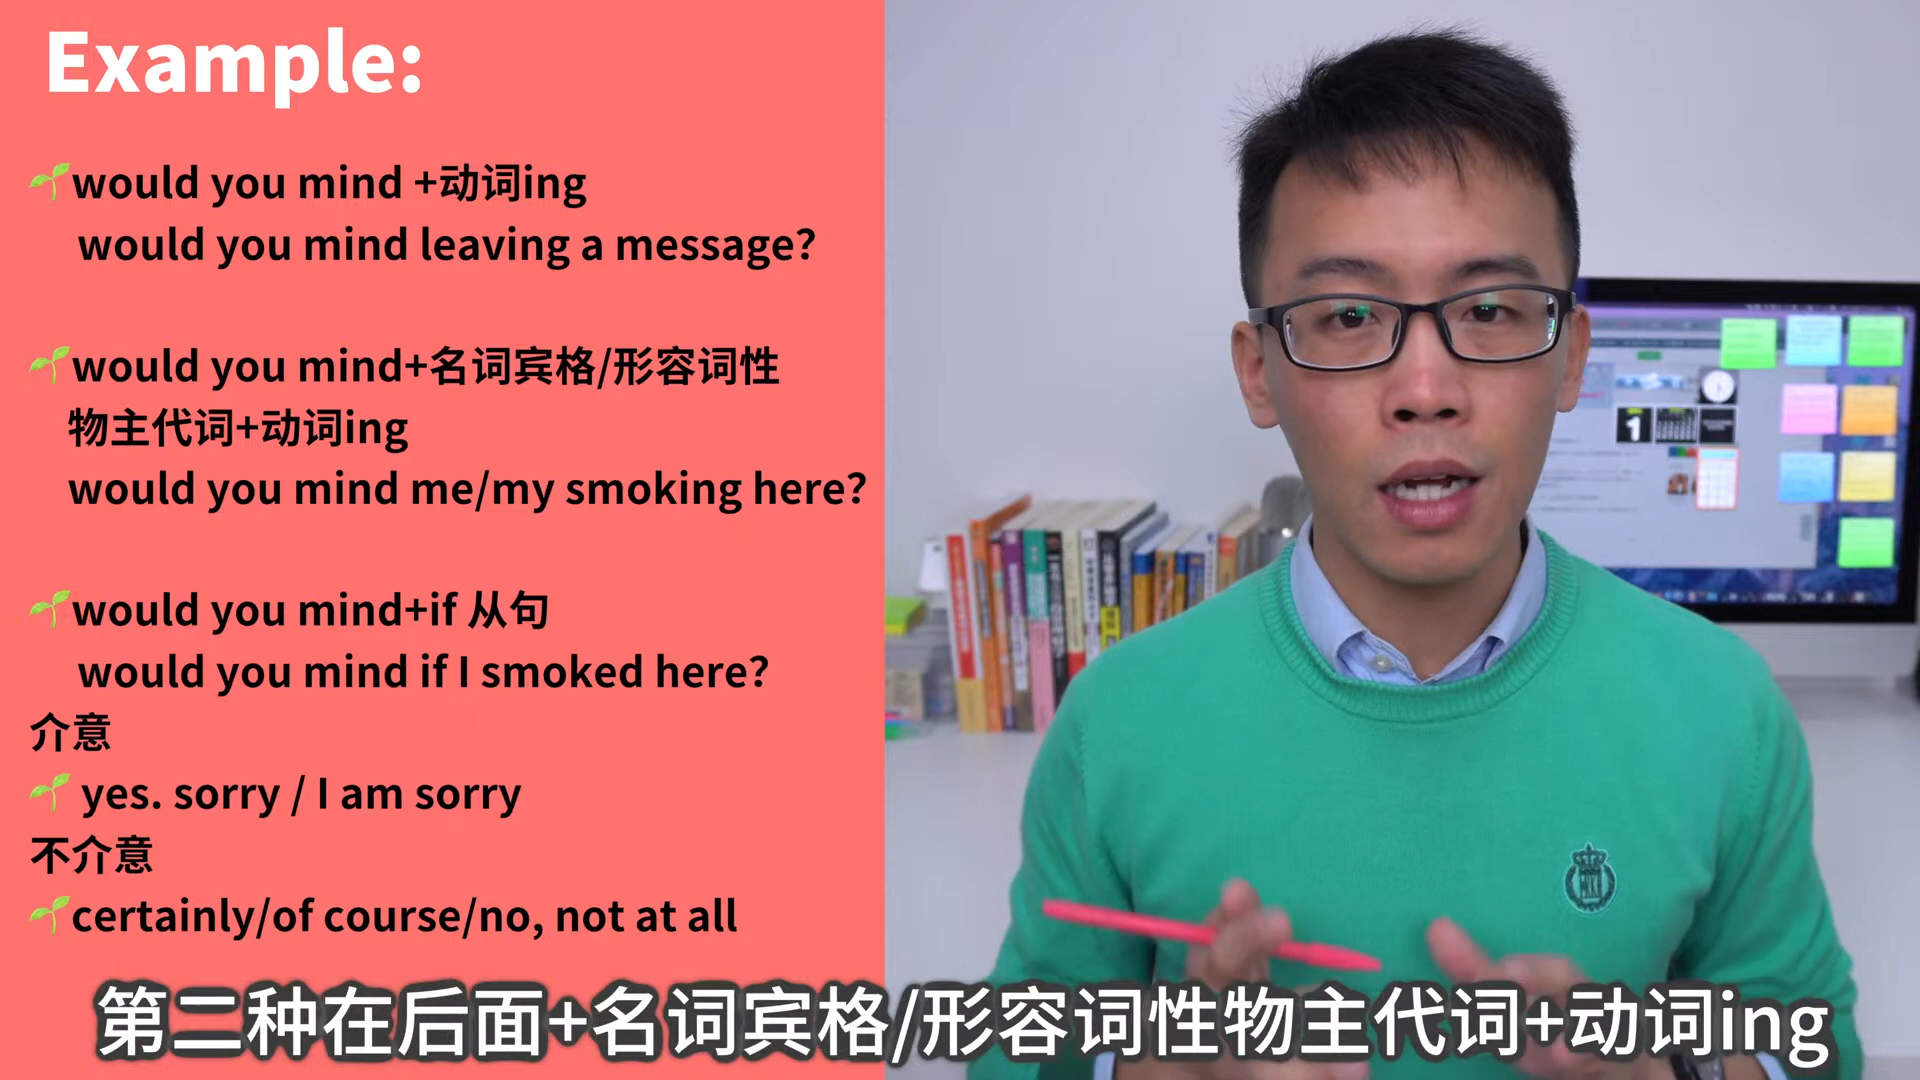 Example:
would you mind +动词ing
would you mind leaving a message?
would you mind+名词宾格/形容词性
物主代词+动词ing
would you mind me/my smoking here?
would you mind+if 从句
would you mind if I smoked here?
介意
yes. sorry / I am sorry
不介意
certainly/of course/no, not at all
1
第二种在后面+名词宾格/形容词性物主代词+动词ing